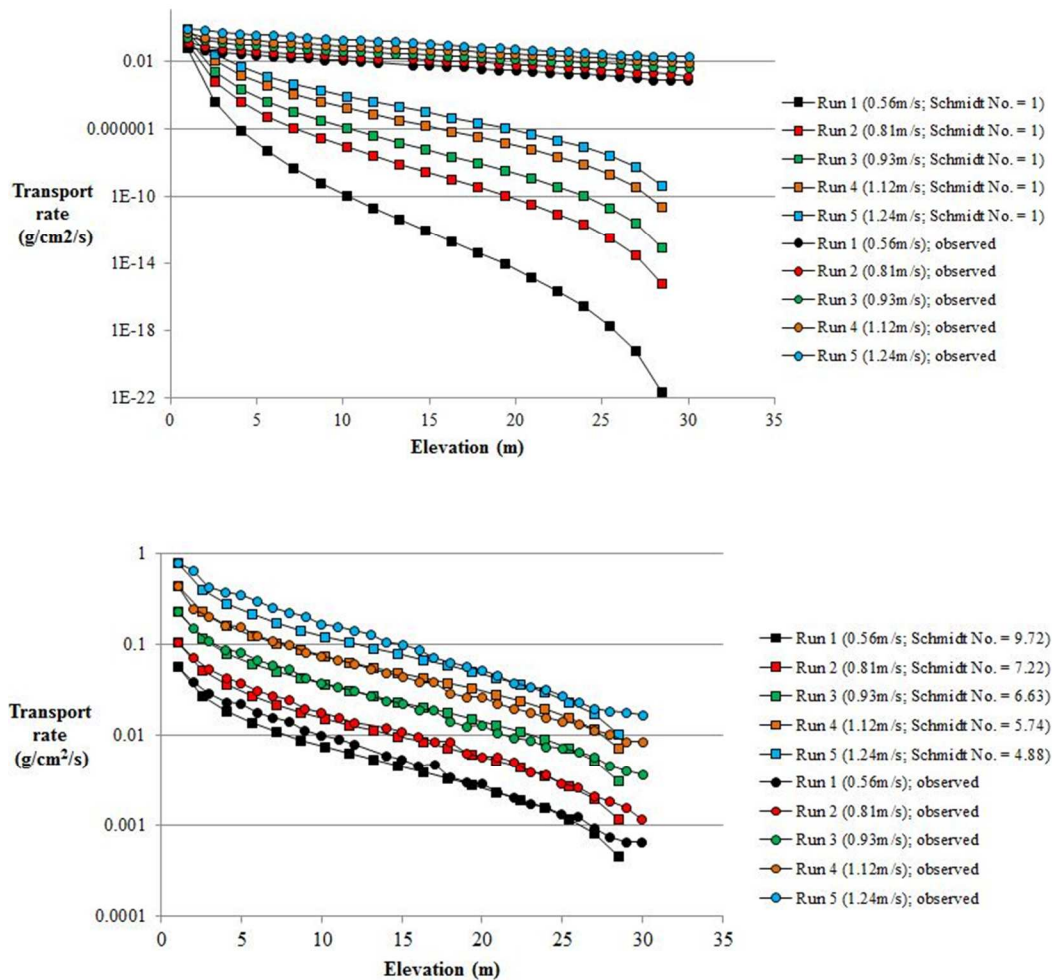 0.01
0.000001
1E-10
1E-14
1E-18
1E-22
Transport
rate
(g/cm2/s)
0 5 10 15 20 25 30 35
Elevation (m)
Run 1 (0.56m/s; Schmidt No. = 1)
Run 2 (0.81m/s; Schmidt No. = 1)
Run 3 (0.93m/s; Schmidt No. = 1)
Run 4 (1.12m/s; Schmidt No. = 1)
Run 5 (1.24m/s; Schmidt No. = 1)
Run 1 (0.56m/s); observed
Run 2 (0.81m/s); observed
Run 3 (0.93m/s); observed
Run 4 (1.12m/s); observed
Run 5 (1.24m/s); observed
1
0.1
0.01
0.001
0.0001
Transport
rate
(g/cm²/s)
0 5 10 15 20 25 30 35
Elevation (m)
Run 1 (0.56m/s; Schmidt No. = 9.72)
Run 2 (0.81m/s; Schmidt No. = 7.22)
Run 3 (0.93m/s; Schmidt No. = 6.63)
Run 4 (1.12m/s; Schmidt No. = 5.74)
Run 5 (1.24m/s; Schmidt No. = 4.88)
Run 1 (0.56m/s); observed
Run 2 (0.81m/s); observed
Run 3 (0.93m/s); observed
Run 4 (1.12m/s); observed
Run 5 (1.24m/s); observed